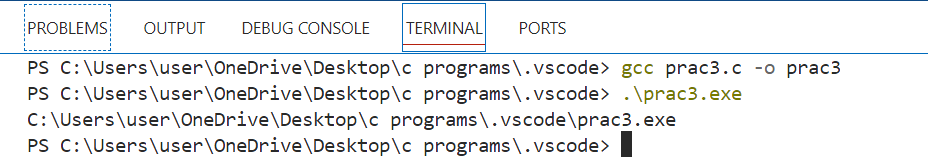 PROBLEMS OUTPUT DEBUG CONSOLE TERMINAL PORTS
PS C:\Users\user\OneDrive\Desktop\c programs\.vscode> gcc prac3.c -o prac3
PS C:\Users\user\OneDrive\Desktop\c programs\.vscode> .\prac3.exe
C:\Users\user\OneDrive\Desktop\c programs\.vscode\prac3.exe
PS C:\Users\user\OneDrive\Desktop\c programs\.vscode>